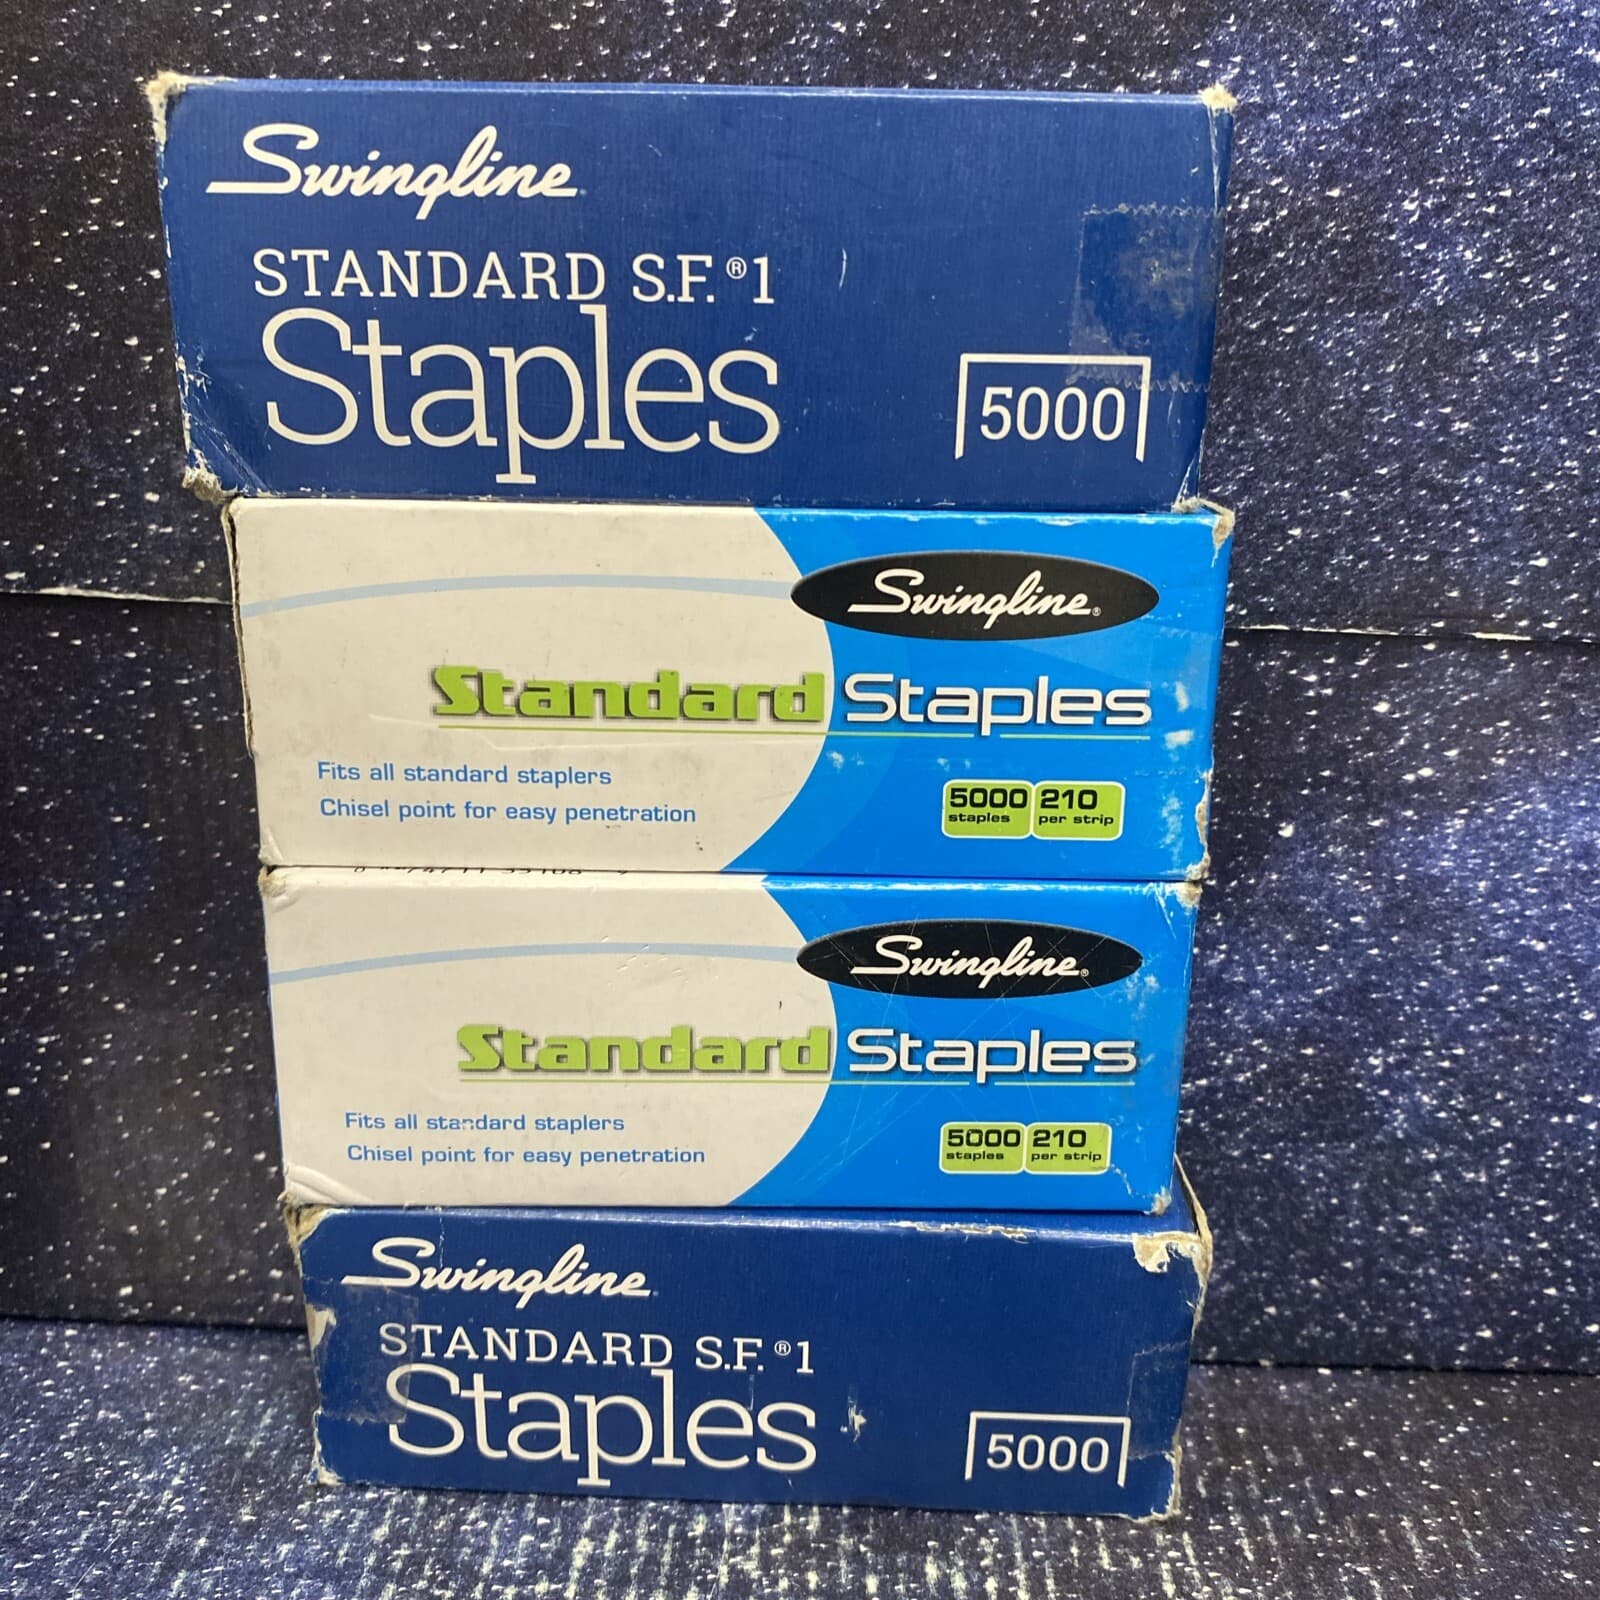 Swingline
STANDARD S.F.®1
Staples
5000
Swingline®
Standard Staples
Fits all standard staplers
Chisel point for easy penetration
5000 210
staples per strip
Swingline®
Standard Staples
Fits all standard staplers
Chisel point for easy penetration
5000 210
staples per strip
Swingline
STANDARD S.F.®1
Staples
5000